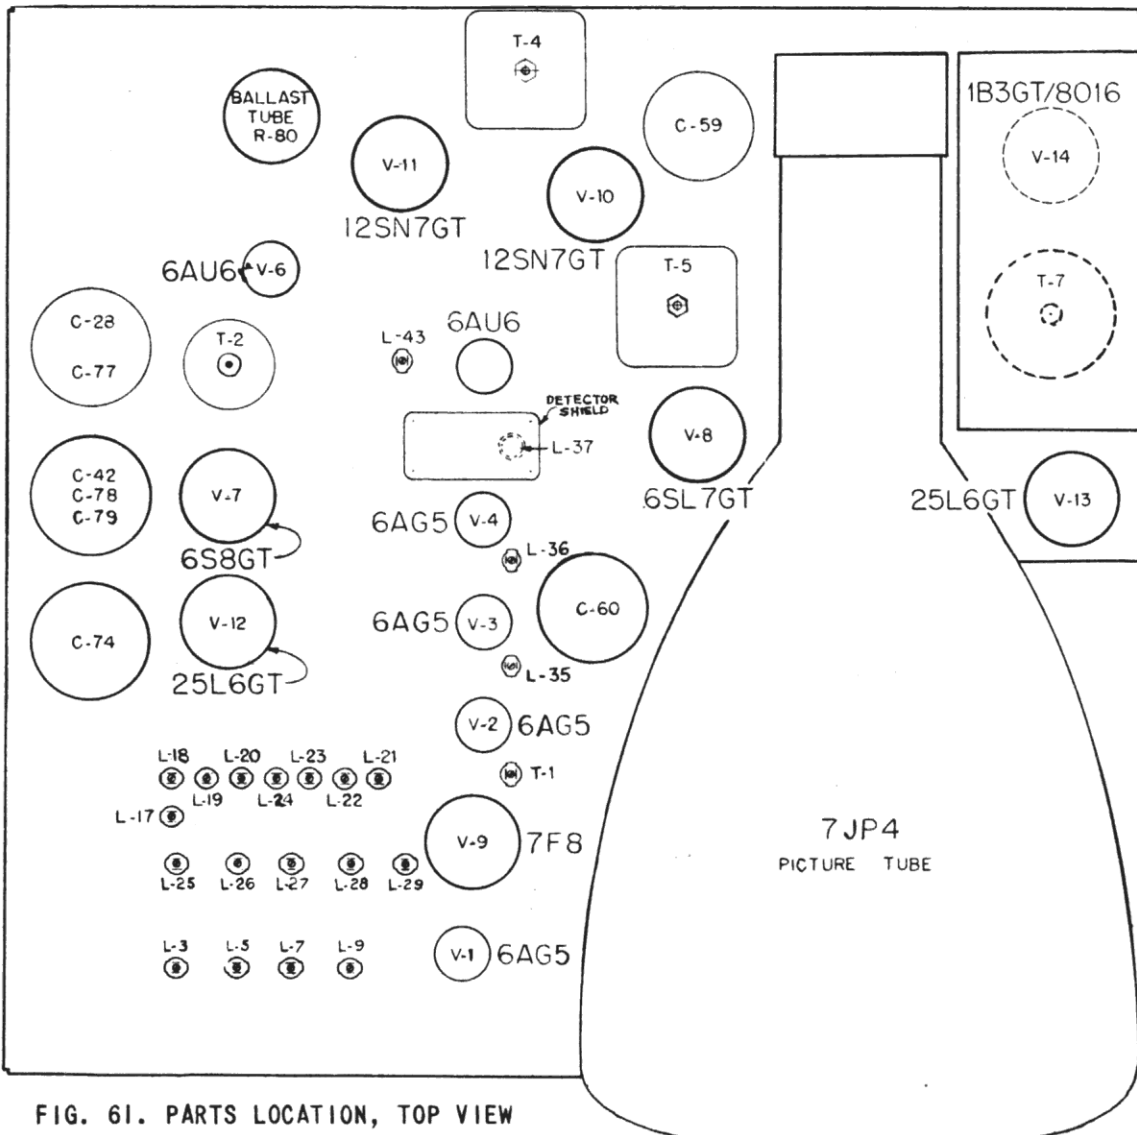 T-4
BALLAST
TUBE
R-80
V-11
12SN7GT
V-10
12SN7GT
C-59
1B3GT/8016
V-14
T-7
6AU6
V-6
T-5
C-28
C-77
T-2
L-43
6AU6
DETECTOR
SHIELD
L-37
V-8
6SL7GT
25L6GT
V-13
C-42
C-78
C-79
V-7
6S8GT
6AG5
V-4
L-36
C-74
V-12
25L6GT
6AG5
V-3
C-60
L-35
V-2
6AG5
T-1
L-18
L-20
L-23
L-21
L-19
L-24
L-22
L-17
V-9
7F8
L-25
L-26
L-27
L-28
L-29
L-3
L-5
L-7
L-9
V-1
6AG5
7JP4
PICTURE TUBE
FIG. 61. PARTS LOCATION, TOP VIEW